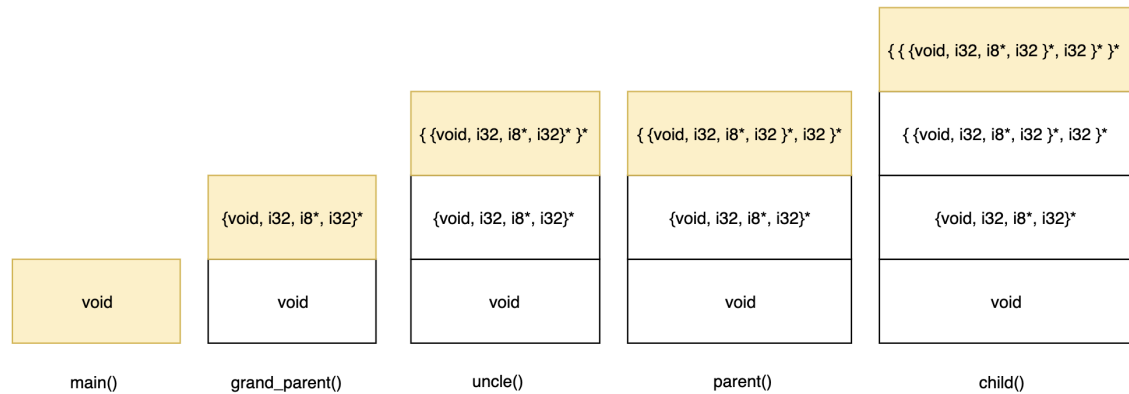 { { {void, i32, i8*, i32 }*, i32 }* }*
{ {void, i32, i8*, i32}* }*
{ {void, i32, i8*, i32 }*, i32 }*
{ {void, i32, i8*, i32 }*, i32 }*
{void, i32, i8*, i32}*
{void, i32, i8*, i32}*
{void, i32, i8*, i32}*
{void, i32, i8*, i32}*
void
void
void
void
void
main()
grand_parent()
uncle()
parent()
child()